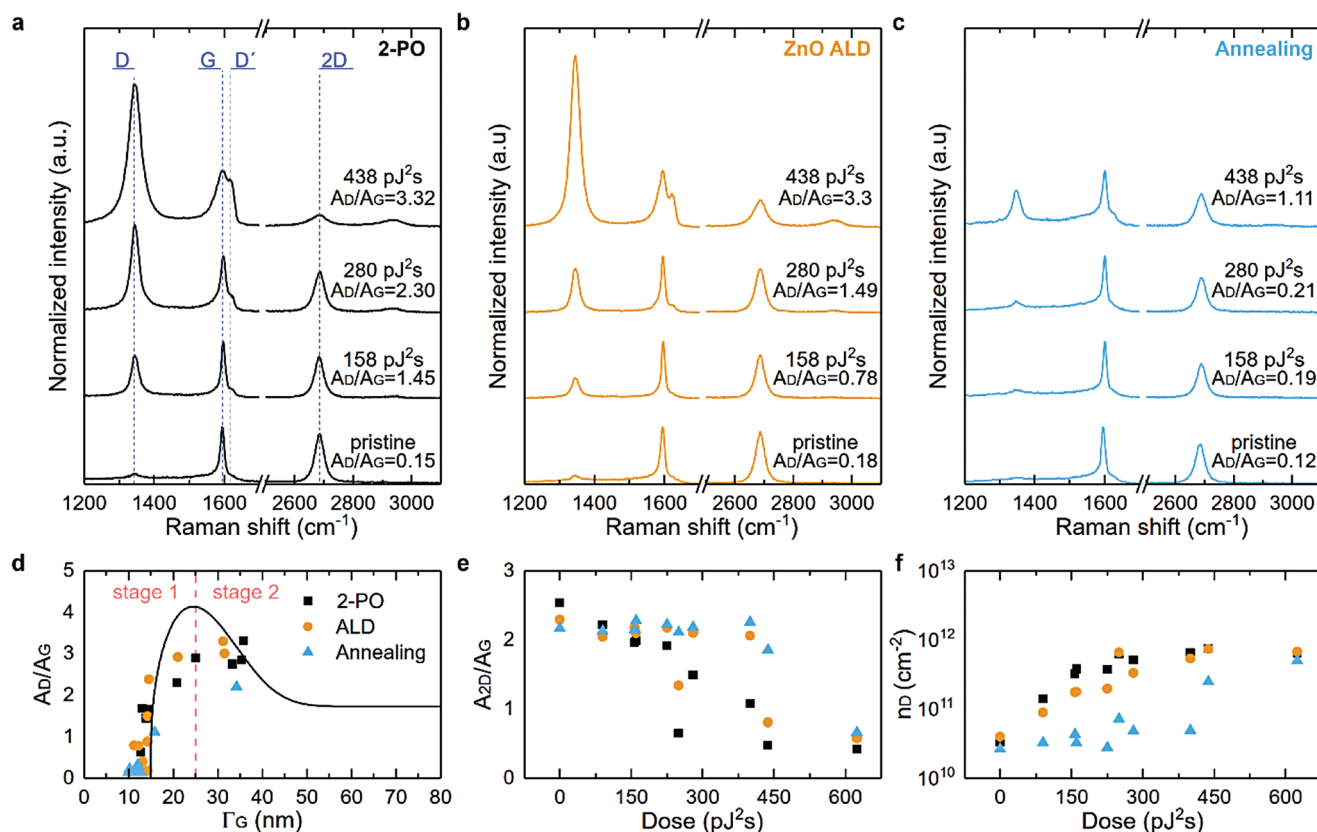 a
2-PO
D
G
D´
2D
438 pJ²s
AD/AG=3.32
280 pJ²s
AD/AG=2.30
158 pJ²s
AD/AG=1.45
pristine
AD/AG=0.15
Normalized intensity (a.u.)
1200 1400 1600 2600 2800 3000
Raman shift (cm⁻¹)
b
ZnO ALD
438 pJ²s
AD/AG=3.3
280 pJ²s
AD/AG=1.49
158 pJ²s
AD/AG=0.78
pristine
AD/AG=0.18
Normalized intensity (a.u)
1200 1400 1600 2600 2800 3000
Raman shift (cm⁻¹)
c
Annealing
438 pJ²s
AD/AG=1.11
280 pJ²s
AD/AG=0.21
158 pJ²s
AD/AG=0.19
pristine
AD/AG=0.12
Normalized intenisty (a.u.)
1200 1400 1600 2600 2800 3000
Raman shift (cm⁻¹)
d
5
4
3
2
1
0
AD/AG
stage 1
stage 2
2-PO
ALD
Annealing
0 10 20 30 40 50 60 70 80
ΓG (nm)
e
3
2
1
0
A2D/AG
0 150 300 450 600
Dose (pJ²s)
f
10¹³
10¹²
10¹¹
10¹⁰
nD (cm⁻²)
0 150 300 450 600
Dose (pJ²s)